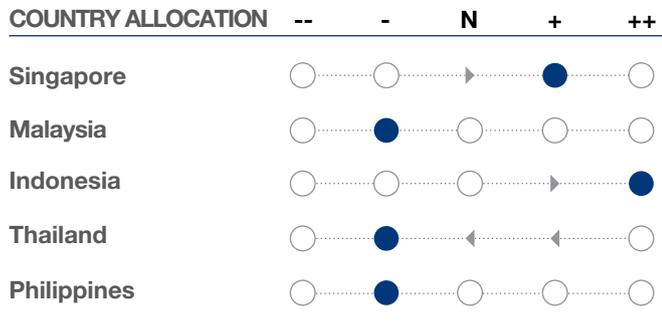 COUNTRY ALLOCATION -- - N + ++
Singapore
Malaysia
Indonesia
Thailand
Philippines